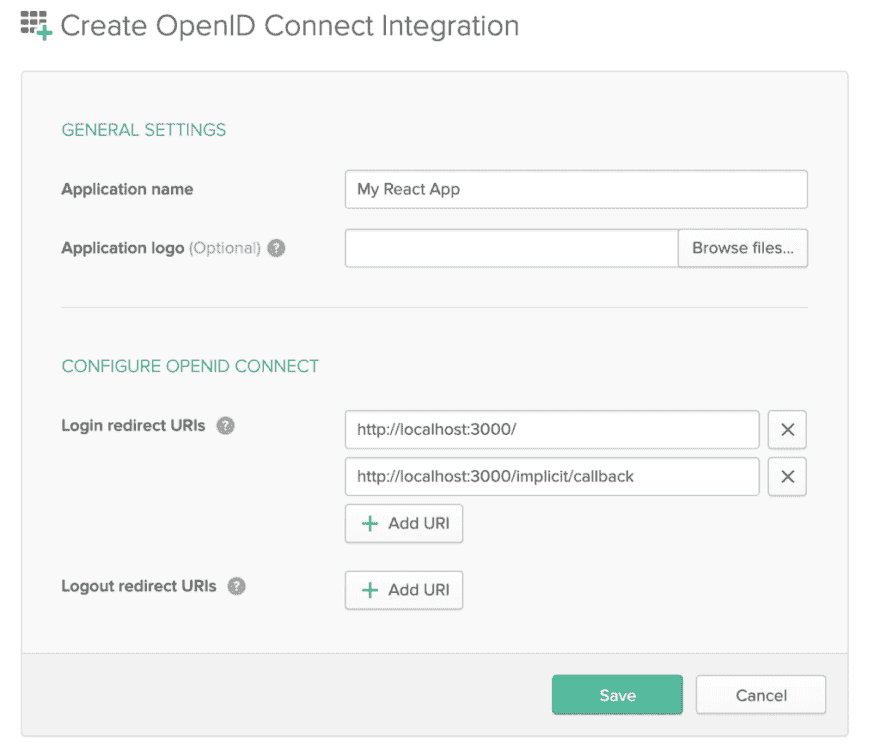 Create OpenID Connect Integration
GENERAL SETTINGS
Application name
My React App
Application logo (Optional) ?
Browse files...
CONFIGURE OPENID CONNECT
Login redirect URIs ?
http://localhost:3000/
http://localhost:3000/implicit/callback
+ Add URI
Logout redirect URIs ?
+ Add URI
Save
Cancel